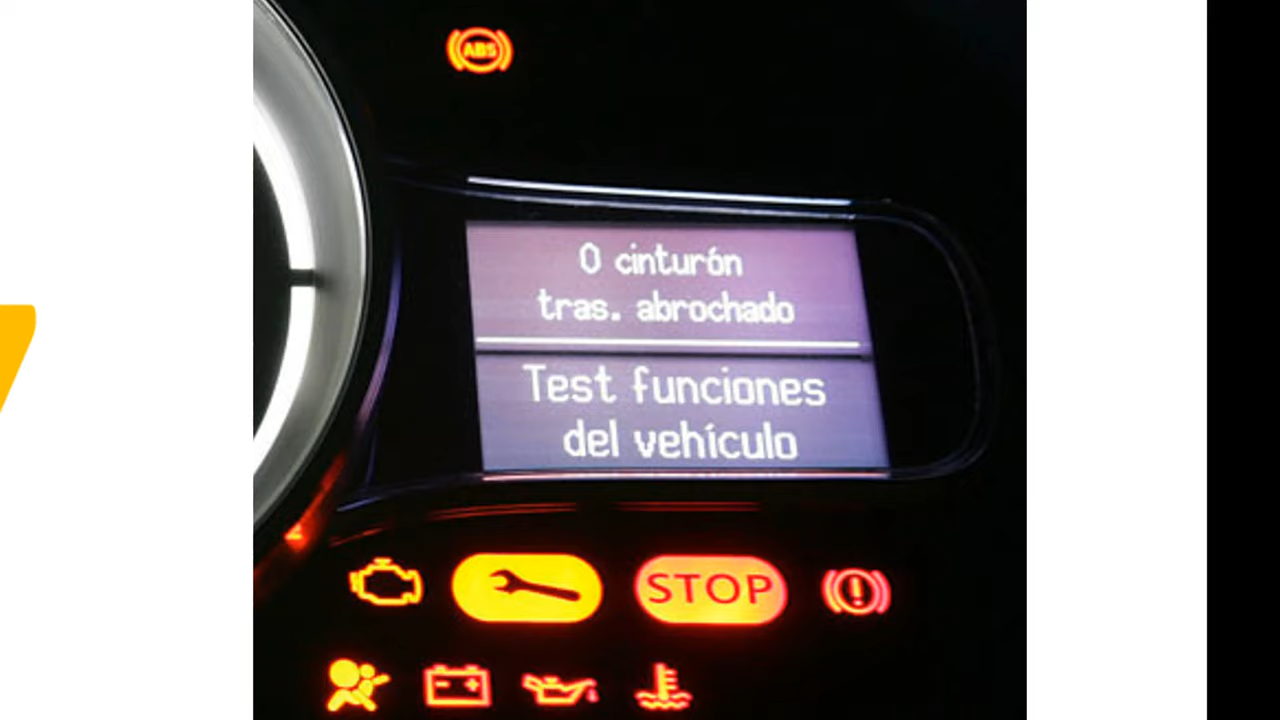 ABS
0 cinturón
tras. abrochado
Test funciones
del vehículo
STOP